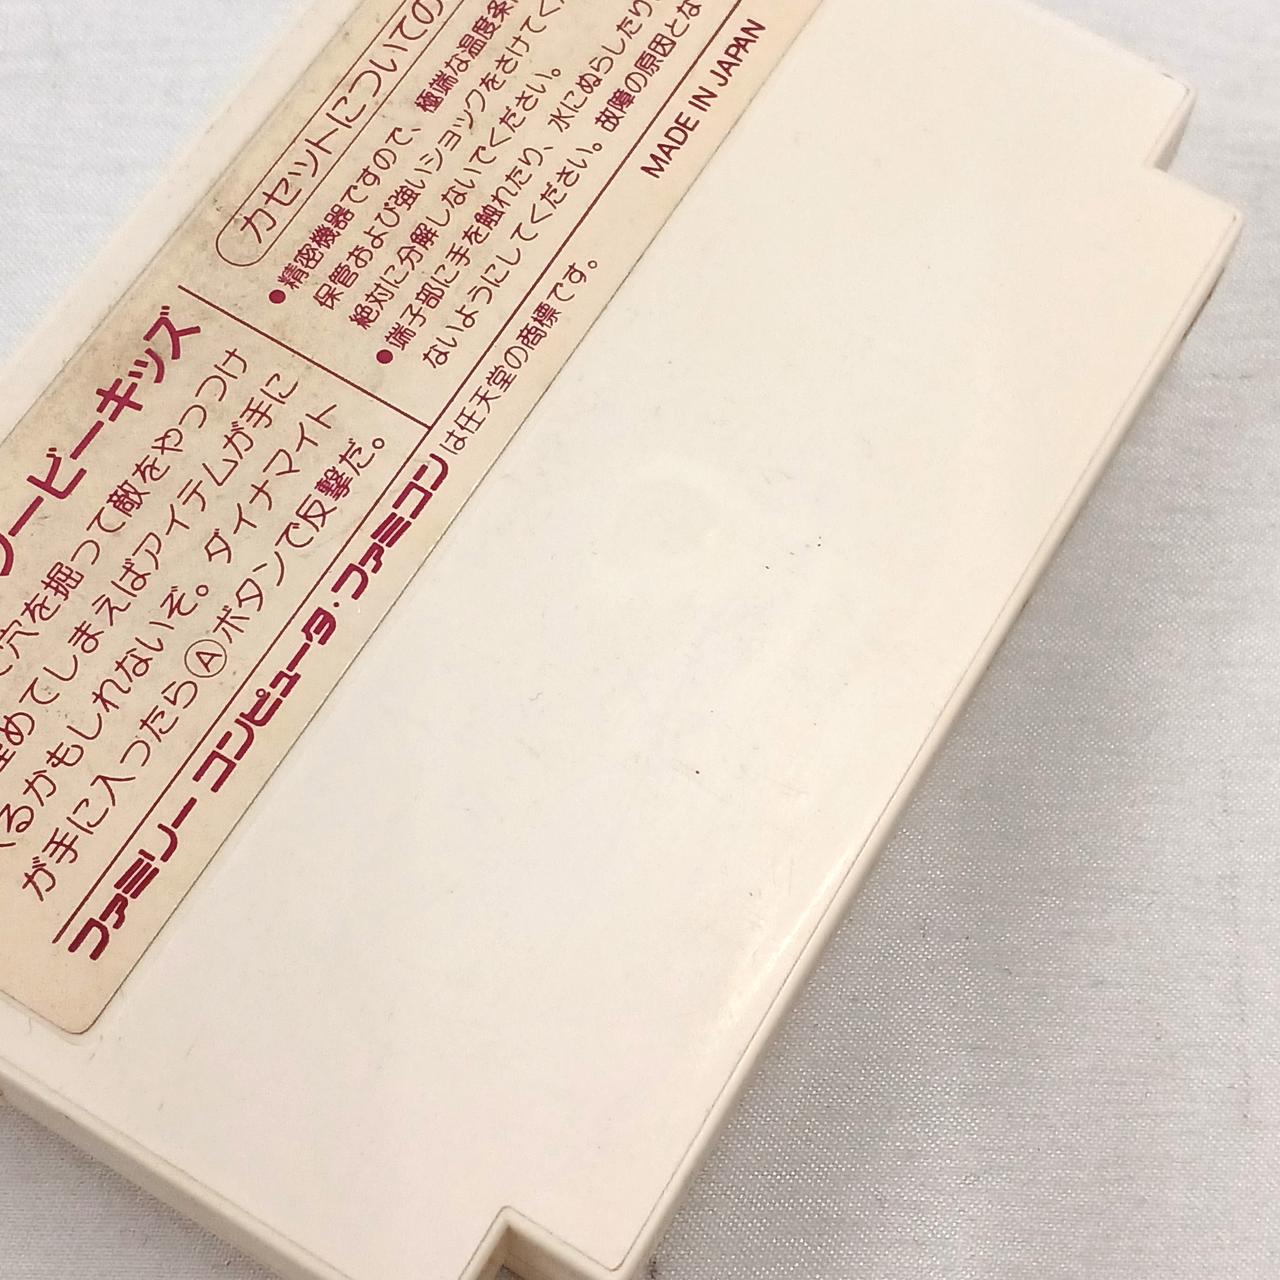 ービーキッズ
て穴を掘って敵をやっつけ
埋めてしまえばアイテムが手に
るかもしれないぞ。ダイナマイト
が手に入ったらⒶボタンで反撃だ。
カセットについての
●精密機器ですので、極端な温度条
保管および強いショックをさけてく
絶対に分解しないでください。
●端子部に手を触れたり、水にぬらしたり
ないようにしてください。故障の原因とな
ファミリーコンピュータ・ファミコンは任天堂の商標です。
MADE IN JAPAN